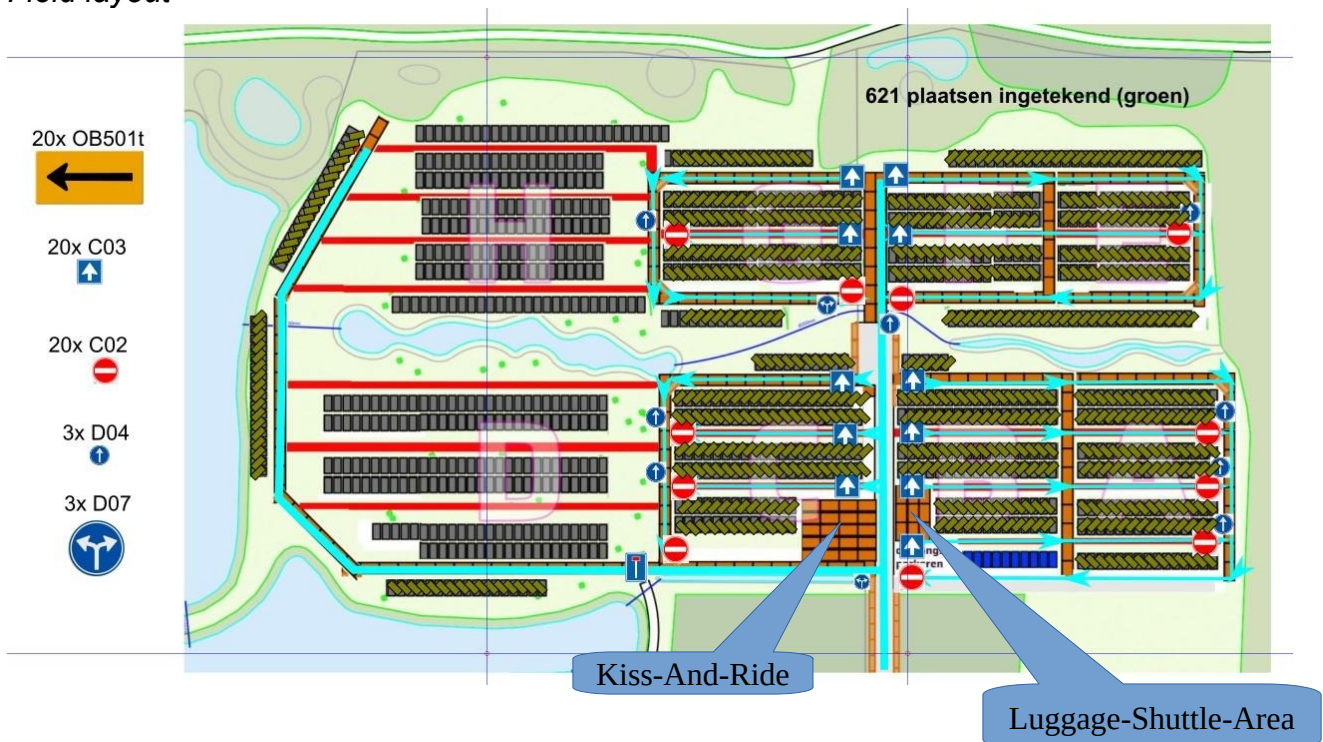 Field layout
621 plaatsen ingetekend (groen)
20x OB501t
20x C03
20x C02
3x D04
3x D07
H
D
C
B
A
Kiss-And-Ride
Luggage-Shuttle-Area